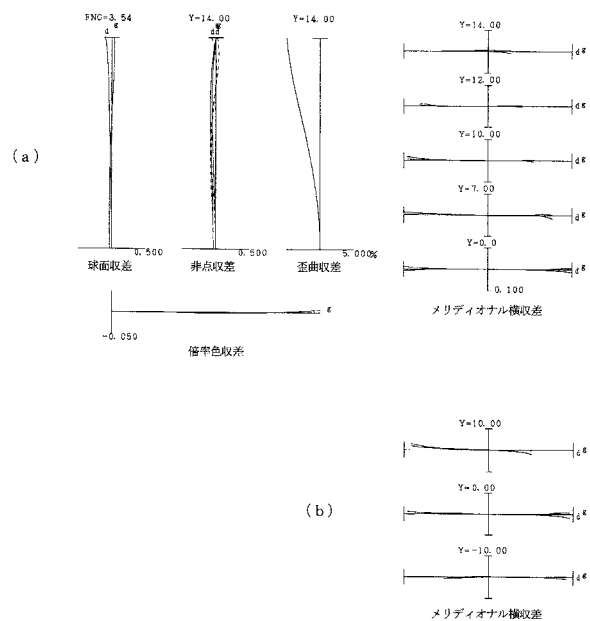 (a)
FNO=3.54
d g
0.500
球面収差
Y=14.00
d d g
0.500
非点収差
Y=14.00
5.000%
歪曲収差
-0.050
g
倍率色収差
Y=14.00
d g
Y=12.00
d g
Y=10.00
d g
Y=7.00
d g
Y=0.0
d g
0.100
メリディオナル横収差
(b)
Y=10.00
d g
Y=0.00
d g
Y=-10.00
d g
メリディオナル横収差